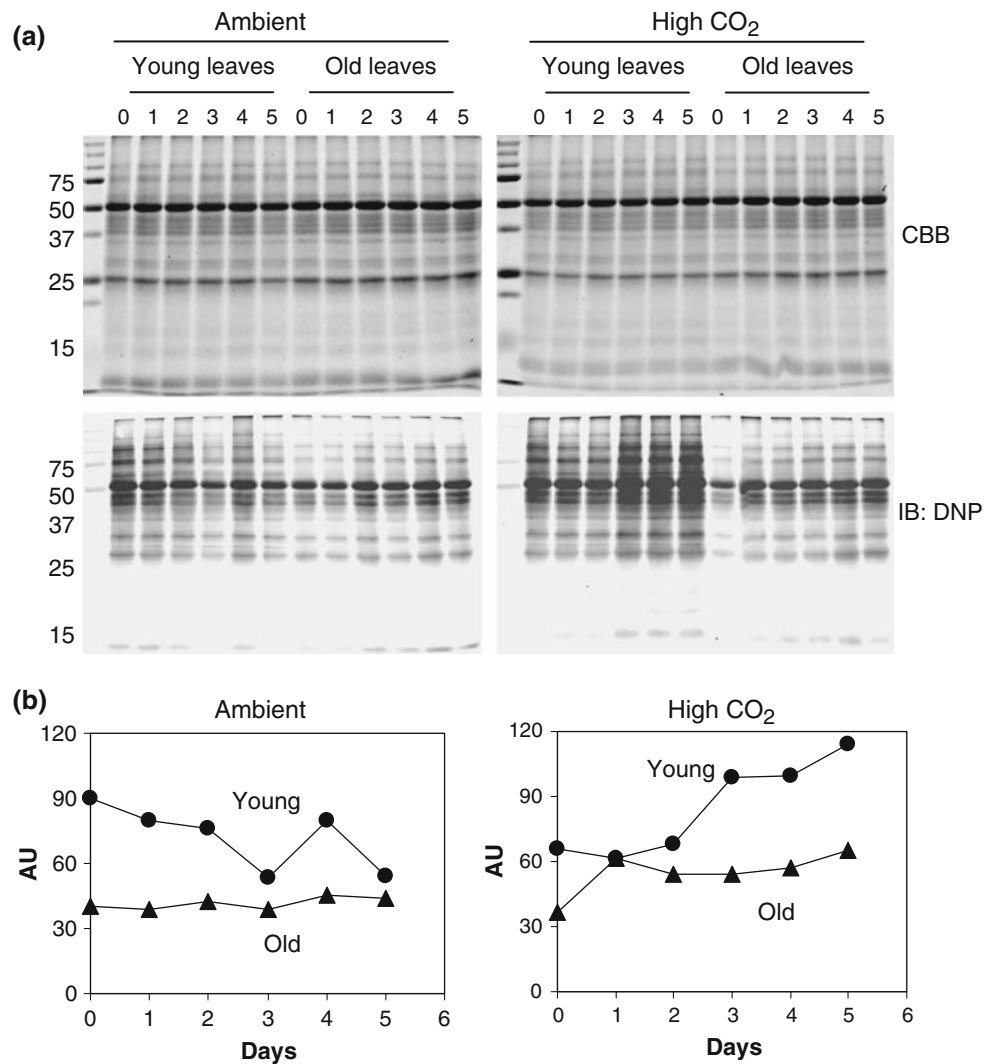 (a)
Ambient
High CO2
Young leaves Old leaves
Young leaves Old leaves
0 1 2 3 4 5 0 1 2 3 4 5
0 1 2 3 4 5 0 1 2 3 4 5
75
50
37
25
15
CBB
75
50
37
25
15
IB: DNP
(b)
Ambient
120
90
60
30
0
AU
Young
Old
0 1 2 3 4 5 6
Days
High CO2
120
90
60
30
0
AU
Young
Old
0 1 2 3 4 5 6
Days